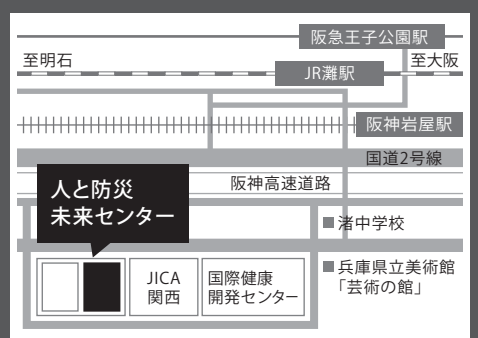 阪急王子公園駅
至明石
至大阪
JR灘駅
阪神岩屋駅
国道2号線
阪神高速道路
人と防災
未来センター
渚中学校
JICA
関西
国際健康
開発センター
兵庫県立美術館
「芸術の館」